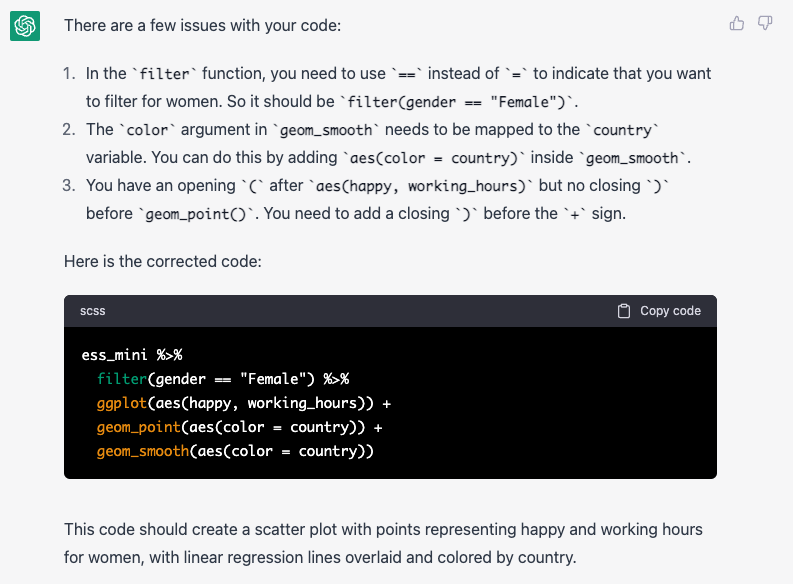 There are a few issues with your code:
1. In the `filter` function, you need to use `==` instead of `=` to indicate that you want
to filter for women. So it should be `filter(gender == "Female")`.
2. The `color` argument in `geom_smooth` needs to be mapped to the `country`
variable. You can do this by adding `aes(color = country)` inside `geom_smooth`.
3. You have an opening `(` after `aes(happy, working_hours)` but no closing `)`
before `geom_point()`. You need to add a closing `)` before the `+` sign.
Here is the corrected code:
scss Copy code
ess_mini %>%
  filter(gender == "Female") %>%
  ggplot(aes(happy, working_hours)) +
  geom_point(aes(color = country)) +
  geom_smooth(aes(color = country))
This code should create a scatter plot with points representing happy and working hours
for women, with linear regression lines overlaid and colored by country.